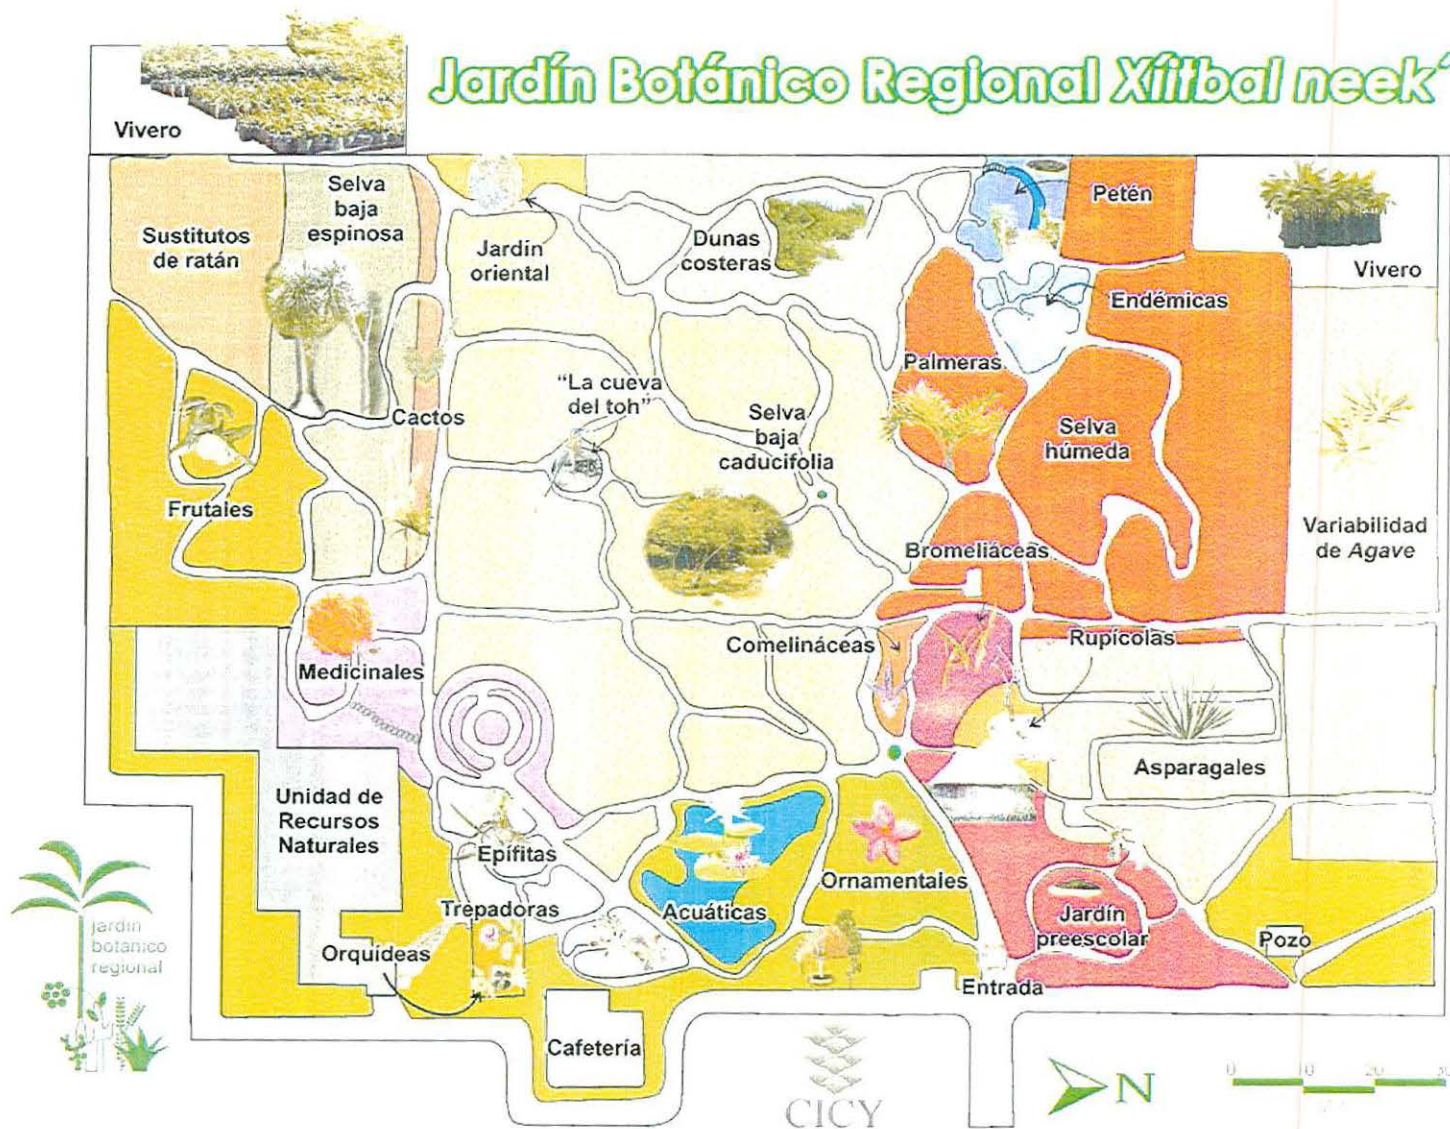 Jardín Botánico Regional Xíitbal neek´
Vivero
Sustitutos
de ratán
Selva
baja
espinosa
Jardín
oriental
Dunas
costeras
Petén
Vivero
Endémicas
Palmeras
"La cueva
del toh"
Selva
baja
caducifolia
Cactos
Selva
húmeda
Frutales
Variabilidad
de Agave
Bromeliáceas
Comelináceas
Rupícolas
Medicinales
Asparagales
Unidad de
Recursos
Naturales
Epífitas
Trepadoras
Acuáticas
Ornamentales
Jardín
preescolar
Orquídeas
Pozo
Entrada
Cafetería
jardín
botánico
regional
CICY
N
0 10 20 30